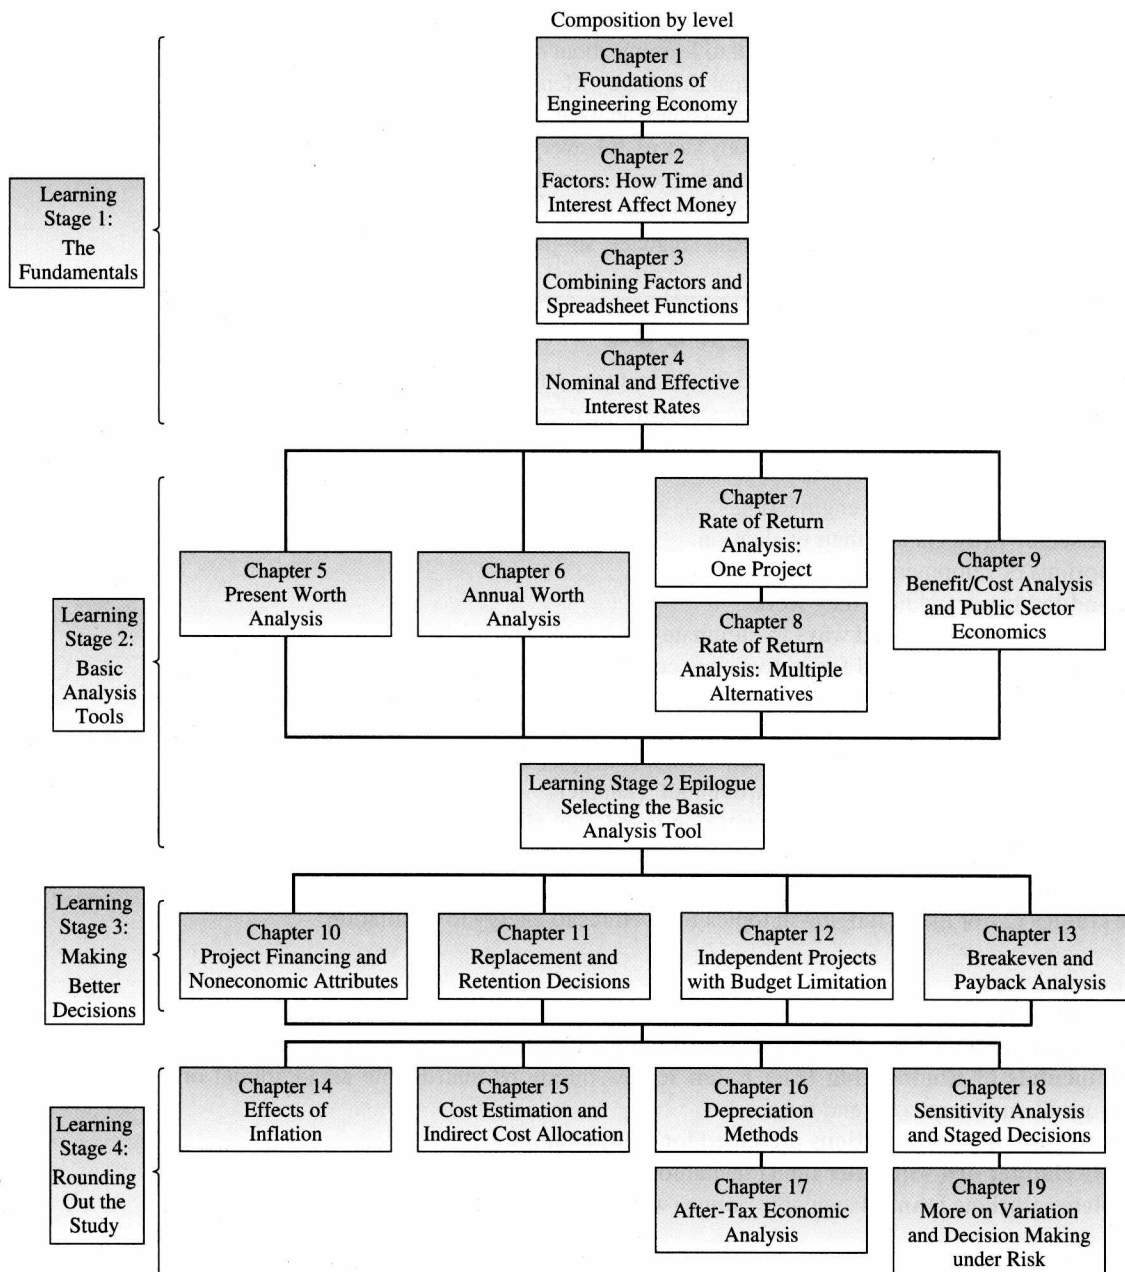 Composition by level
Learning
Stage 1:
The
Fundamentals
Chapter 1
Foundations of
Engineering Economy
Chapter 2
Factors: How Time and
Interest Affect Money
Chapter 3
Combining Factors and
Spreadsheet Functions
Chapter 4
Nominal and Effective
Interest Rates
Learning
Stage 2:
Basic
Analysis
Tools
Chapter 5
Present Worth
Analysis
Chapter 6
Annual Worth
Analysis
Chapter 7
Rate of Return
Analysis:
One Project
Chapter 8
Rate of Return
Analysis: Multiple
Alternatives
Chapter 9
Benefit/Cost Analysis
and Public Sector
Economics
Learning Stage 2 Epilogue
Selecting the Basic
Analysis Tool
Learning
Stage 3:
Making
Better
Decisions
Chapter 10
Project Financing and
Noneconomic Attributes
Chapter 11
Replacement and
Retention Decisions
Chapter 12
Independent Projects
with Budget Limitation
Chapter 13
Breakeven and
Payback Analysis
Learning
Stage 4:
Rounding
Out the
Study
Chapter 14
Effects of
Inflation
Chapter 15
Cost Estimation and
Indirect Cost Allocation
Chapter 16
Depreciation
Methods
Chapter 17
After-Tax Economic
Analysis
Chapter 18
Sensitivity Analysis
and Staged Decisions
Chapter 19
More on Variation
and Decision Making
under Risk